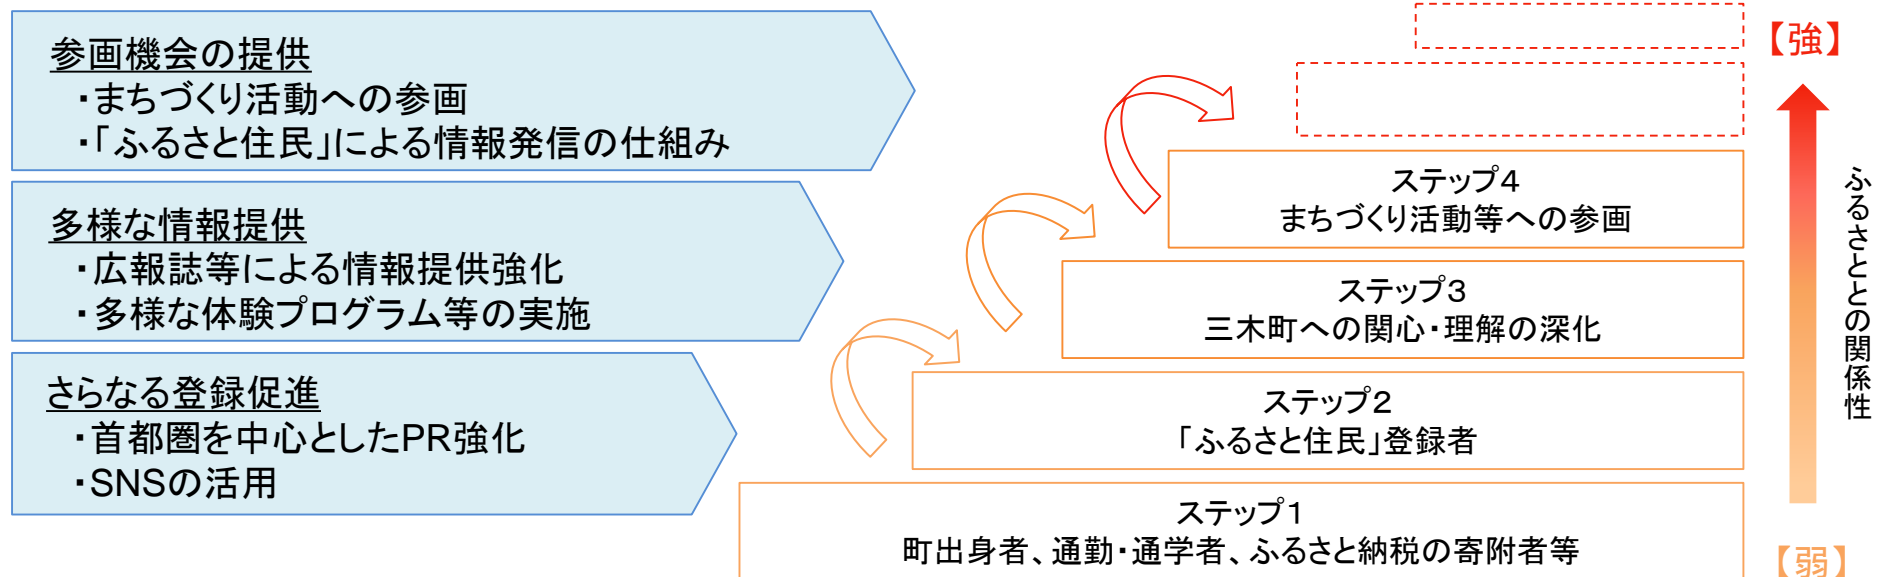 参画機会の提供
・まちづくり活動への参画
・「ふるさと住民」による情報発信の仕組み
多様な情報提供
・広報誌等による情報提供強化
・多様な体験プログラム等の実施
さらなる登録促進
・首都圏を中心としたPR強化
・SNSの活用
ステップ4
まちづくり活動等への参画
ステップ3
三木町への関心・理解の深化
ステップ2
「ふるさと住民」登録者
ステップ1
町出身者、通勤・通学者、ふるさと納税の寄附者等
【強】
ふるさととの関係性
【弱】